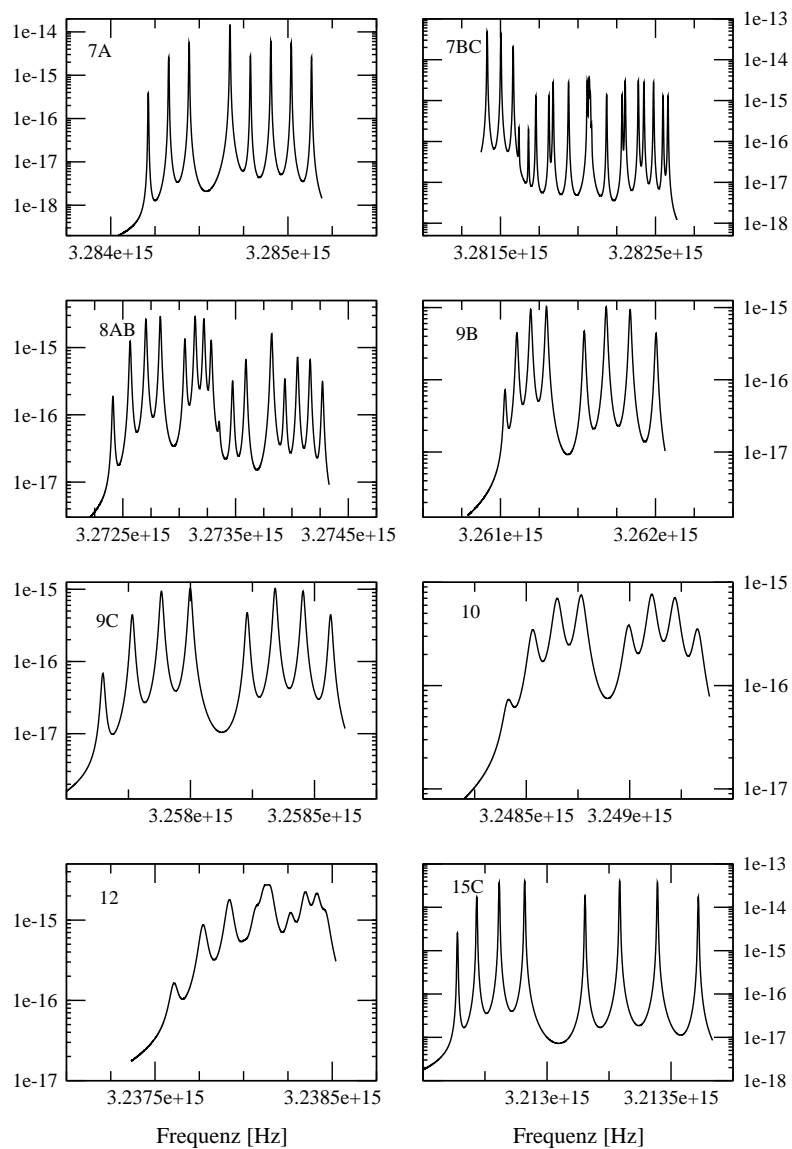 1e-14
1e-15
1e-16
1e-17
1e-18
7A
3.284e+15
3.285e+15
7BC
1e-13
1e-14
1e-15
1e-16
1e-17
1e-18
3.2815e+15
3.2825e+15
1e-15
1e-16
1e-17
8AB
3.2725e+15
3.2735e+15
3.2745e+15
9B
1e-15
1e-16
1e-17
3.261e+15
3.262e+15
1e-15
1e-16
1e-17
9C
3.258e+15
3.2585e+15
10
1e-15
1e-16
1e-17
3.2485e+15
3.249e+15
1e-15
1e-16
1e-17
12
3.2375e+15
3.2385e+15
Frequenz [Hz]
15C
1e-13
1e-14
1e-15
1e-16
1e-17
1e-18
3.213e+15
3.2135e+15
Frequenz [Hz]